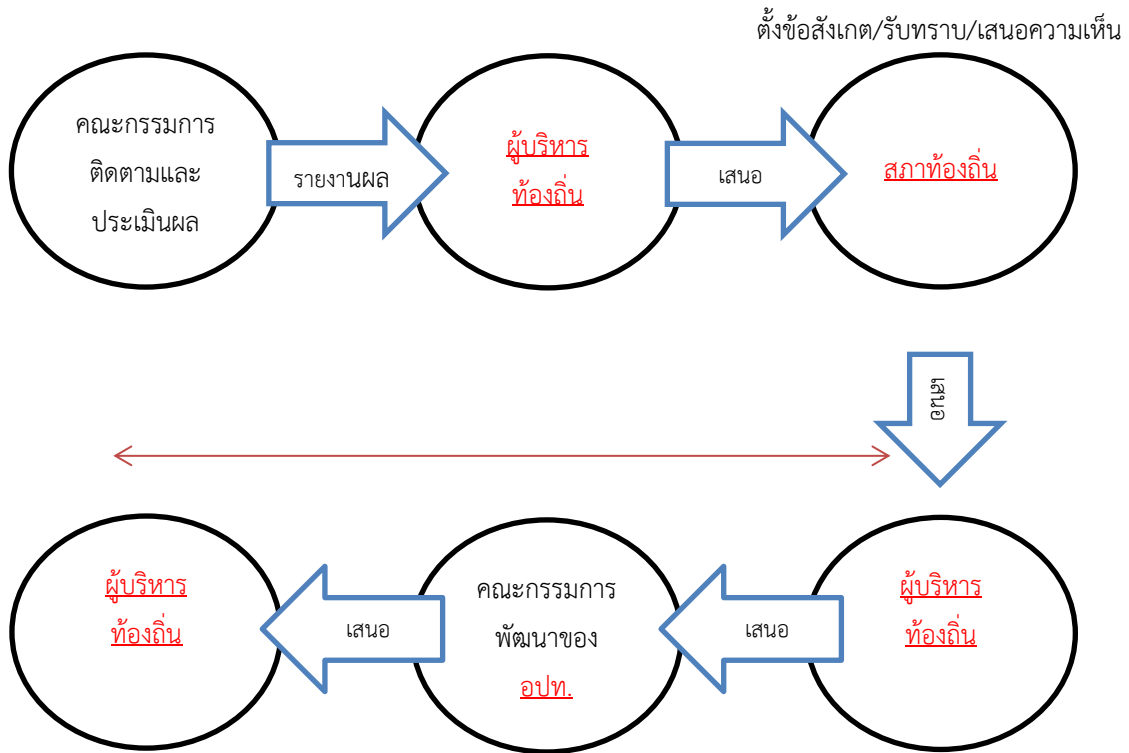 ตั้งข้อสังเกต/รับทราบ/เสนอความเห็น
คณะกรรมการ
ติดตามและ
ประเมินผล
รายงานผล
ผู้บริหาร
ท้องถิ่น
เสนอ
สภาท้องถิ่น
เสนอ
ผู้บริหาร
ท้องถิ่น
เสนอ
คณะกรรมการ
พัฒนาของ
อปท.
เสนอ
ผู้บริหาร
ท้องถิ่น